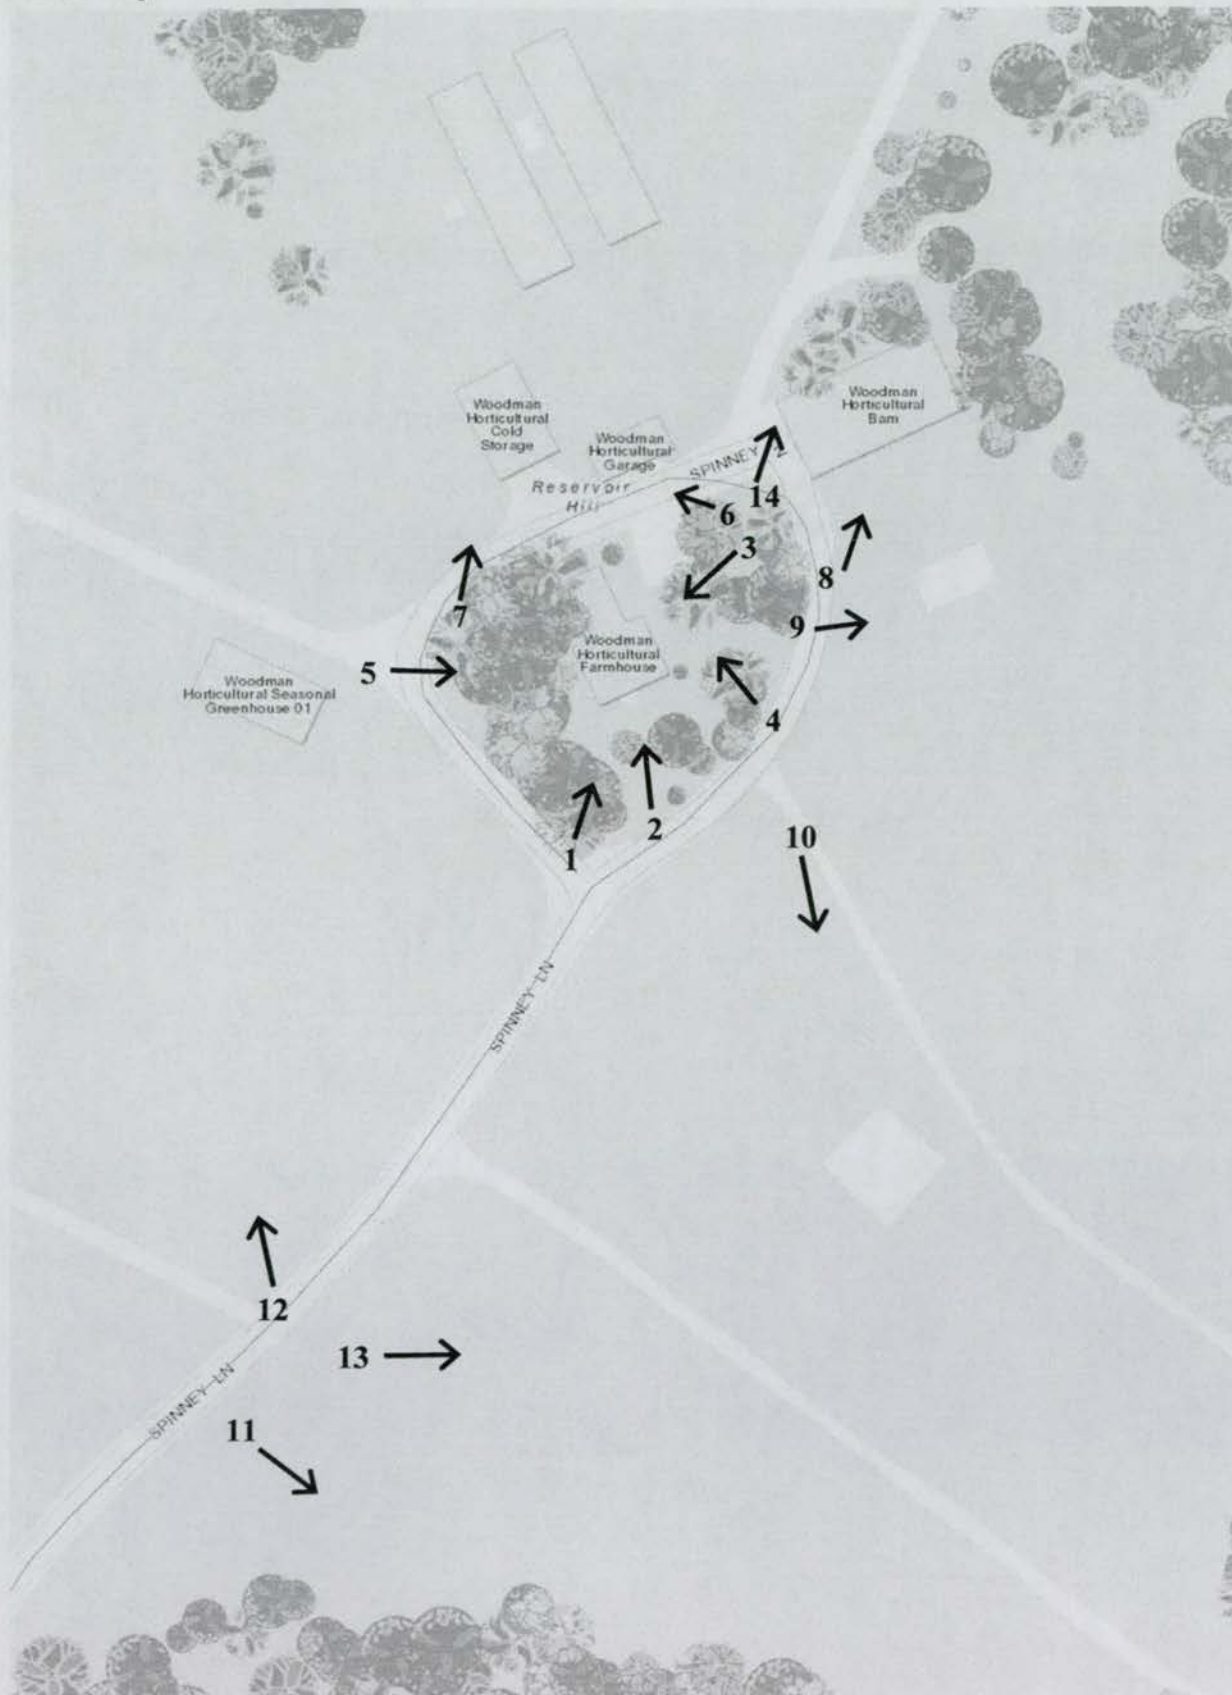 Woodman
Horticultural
Barn
Woodman
Horticultural
Cold
Storage
Woodman
Horticultural
Garage
SPINNEY
Reservoir
Hill
14
6
3
8
7
9
Woodman
Horticultural
Farmhouse
5
Woodman
Horticultural Seasonal
Greenhouse 01
4
2
10
1
SPINNEY LN
12
13
SPINNEY LN
11